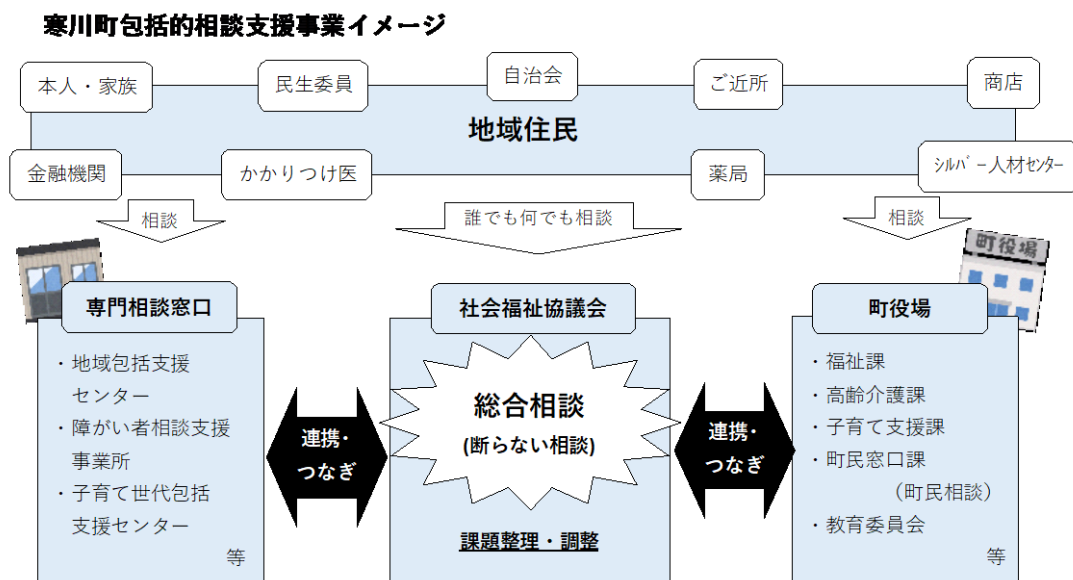 寒川町包括的相談支援事業イメージ
本人・家族
民生委員
自治会
ご近所
商店
地域住民
金融機関
かかりつけ医
薬局
ｼﾙﾊﾞｰ人材ｾﾝﾀｰ
相談
誰でも何でも相談
相談
町役場
専門相談窓口
・地域包括支援
センター
・障がい者相談支援
事業所
・子育て世代包括
支援センター
等
連携・
つなぎ
社会福祉協議会
総合相談
(断らない相談)
課題整理・調整
連携・
つなぎ
町役場
・福祉課
・高齢介護課
・子育て支援課
・町民窓口課
（町民相談）
・教育委員会
等